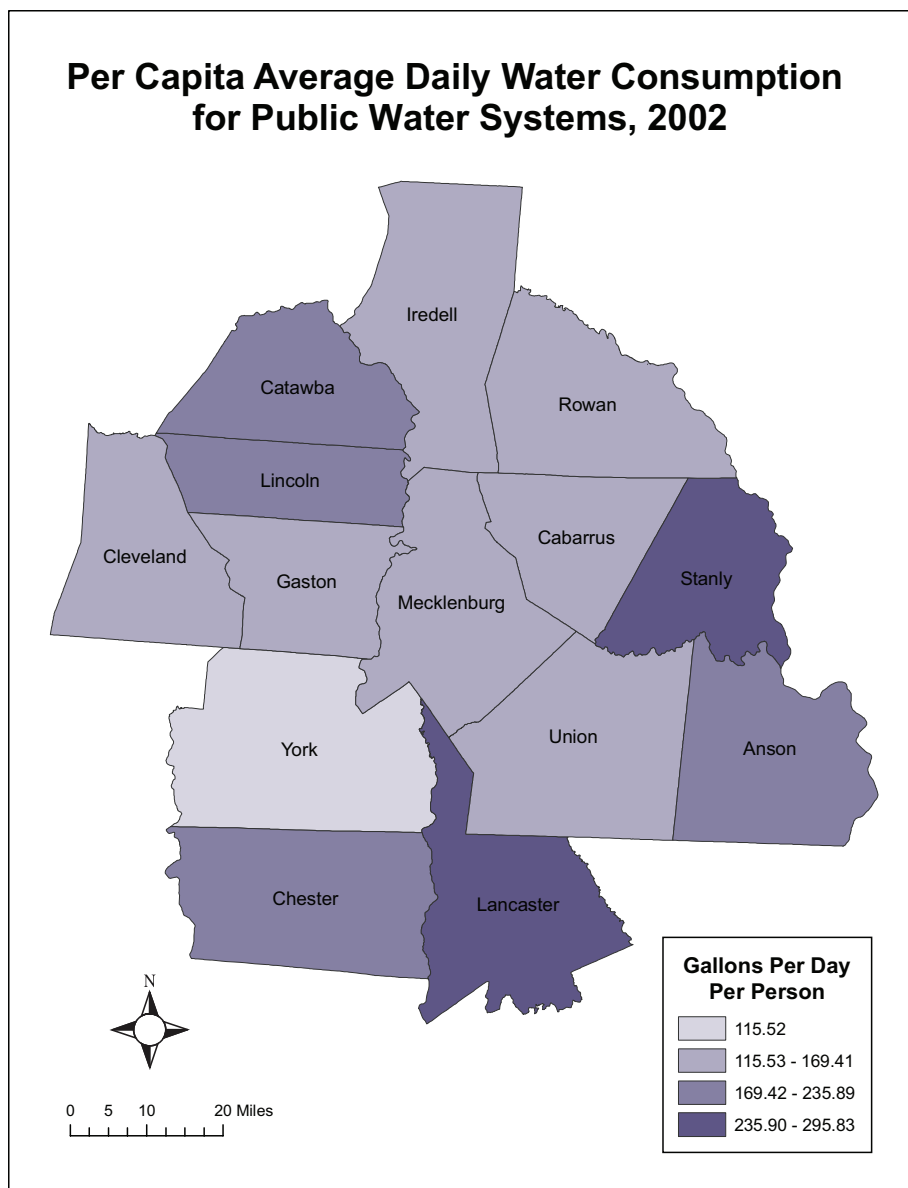 Per Capita Average Daily Water Consumption
for Public Water Systems, 2002
Iredell
Catawba
Rowan
Lincoln
Cabarrus
Cleveland
Gaston
Stanly
Mecklenburg
Union
Anson
York
Chester
Lancaster
Gallons Per Day
Per Person
115.52
115.53 - 169.41
169.42 - 235.89
235.90 - 295.83
N
0 5 10 20 Miles